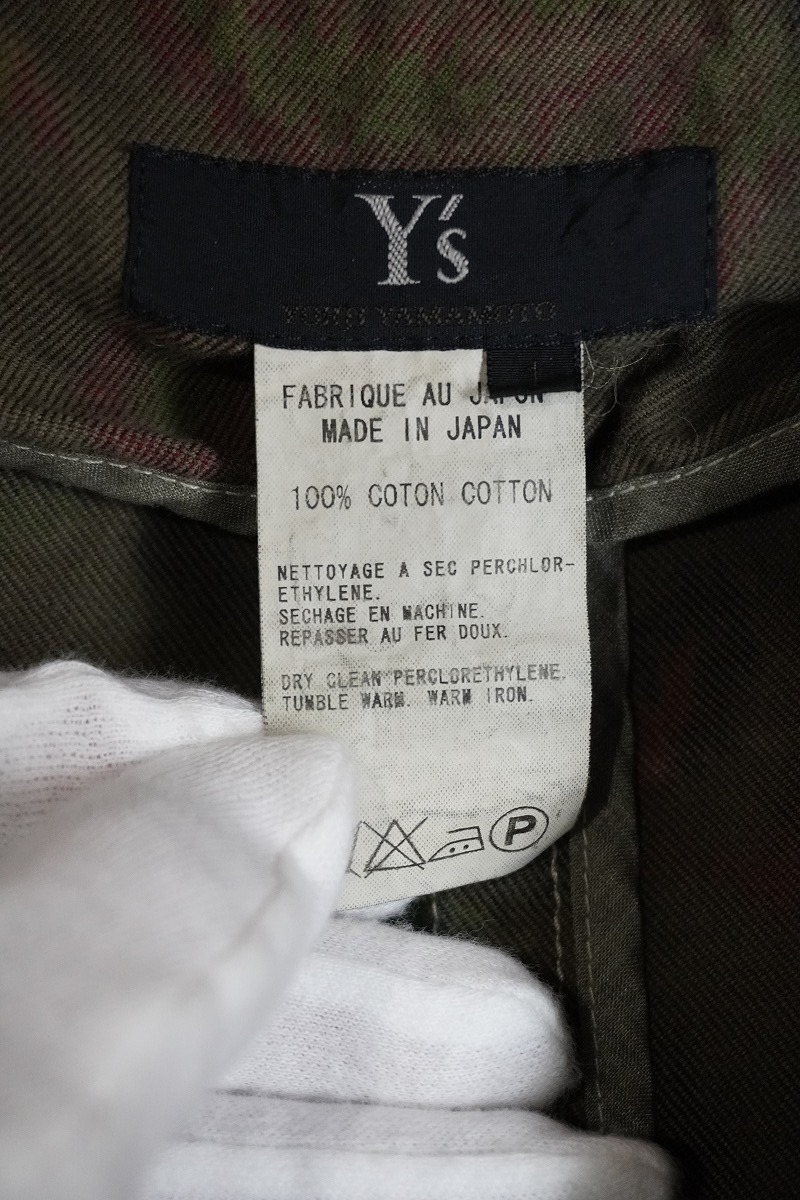 Y's
YOHJI YAMAMOTO
FABRIQUE AU JAPON
MADE IN JAPAN
100% COTON COTTON
NETTOYAGE A SEC PERCHLOR-
ETHYLENE.
SECHAGE EN MACHINE.
REPASSER AU FER DOUX.
DRY CLEAN PERCLORETHYLENE.
TUMBLE WARM. WARM IRON.
P